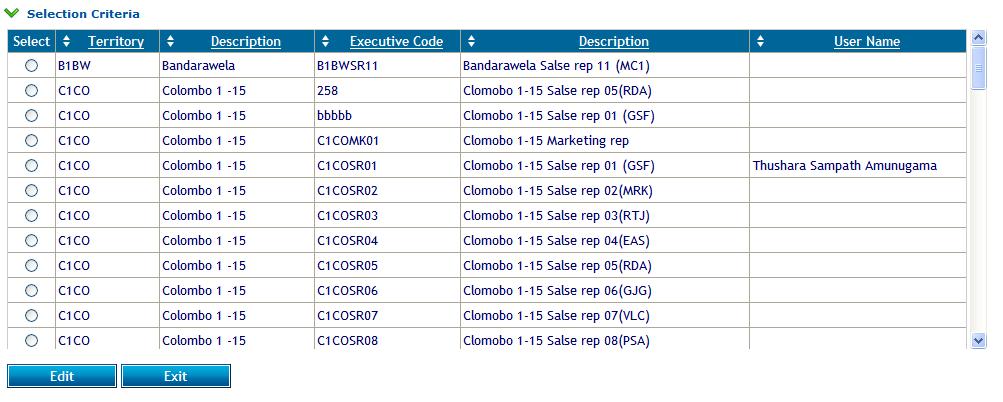 Selection Criteria
Select Territory Description Executive Code Description User Name
B1BW Bandarawela B1BWSR11 Bandarawela Salse rep 11 (MC1)
C1CO Colombo 1 -15 258 Clomobo 1-15 Salse rep 05(RDA)
C1CO Colombo 1 -15 bbbbb Clomobo 1-15 Salse rep 01 (GSF)
C1CO Colombo 1 -15 C1COMK01 Clomobo 1-15 Marketing rep
C1CO Colombo 1 -15 C1COSR01 Clomobo 1-15 Salse rep 01 (GSF) Thushara Sampath Amunugama
C1CO Colombo 1 -15 C1COSR02 Clomobo 1-15 Salse rep 02(MRK)
C1CO Colombo 1 -15 C1COSR03 Clomobo 1-15 Salse rep 03(RTJ)
C1CO Colombo 1 -15 C1COSR04 Clomobo 1-15 Salse rep 04(EAS)
C1CO Colombo 1 -15 C1COSR05 Clomobo 1-15 Salse rep 05(RDA)
C1CO Colombo 1 -15 C1COSR06 Clomobo 1-15 Salse rep 06(GJG)
C1CO Colombo 1 -15 C1COSR07 Clomobo 1-15 Salse rep 07(VLC)
C1CO Colombo 1 -15 C1COSR08 Clomobo 1-15 Salse rep 08(PSA)
Edit Exit